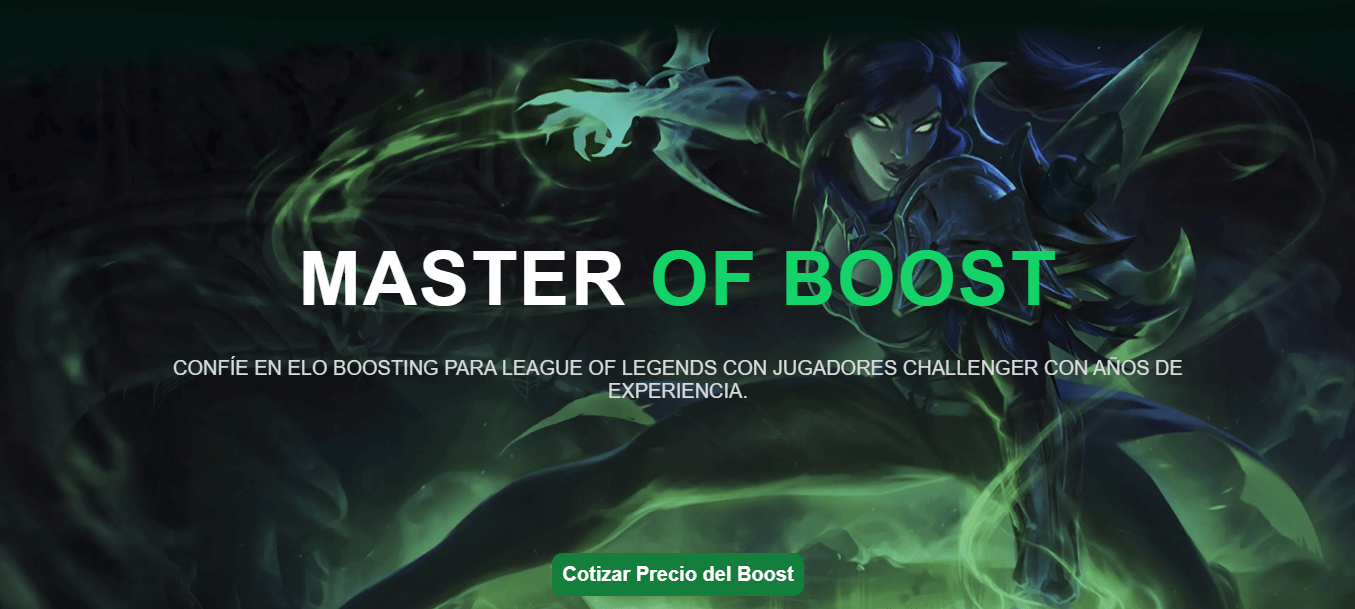 MASTER OF BOOST
CONFÍE EN ELO BOOSTING PARA LEAGUE OF LEGENDS CON JUGADORES CHALLENGER CON AÑOS DE
EXPERIENCIA.
Cotizar Precio del Boost